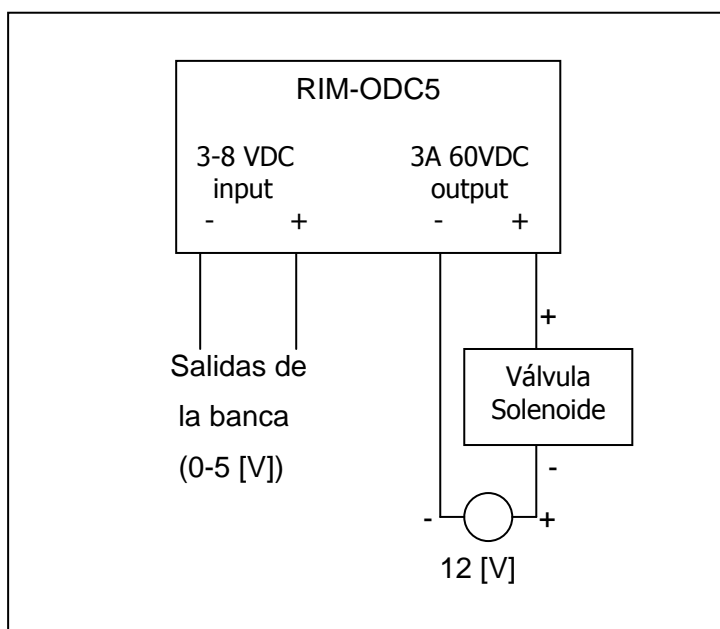 RIM-ODC5
3-8 VDC
input
- +
3A 60VDC
output
- +
Salidas de
la banca
(0-5 [V])
+
Válvula
Solenoide
-
- +
12 [V]